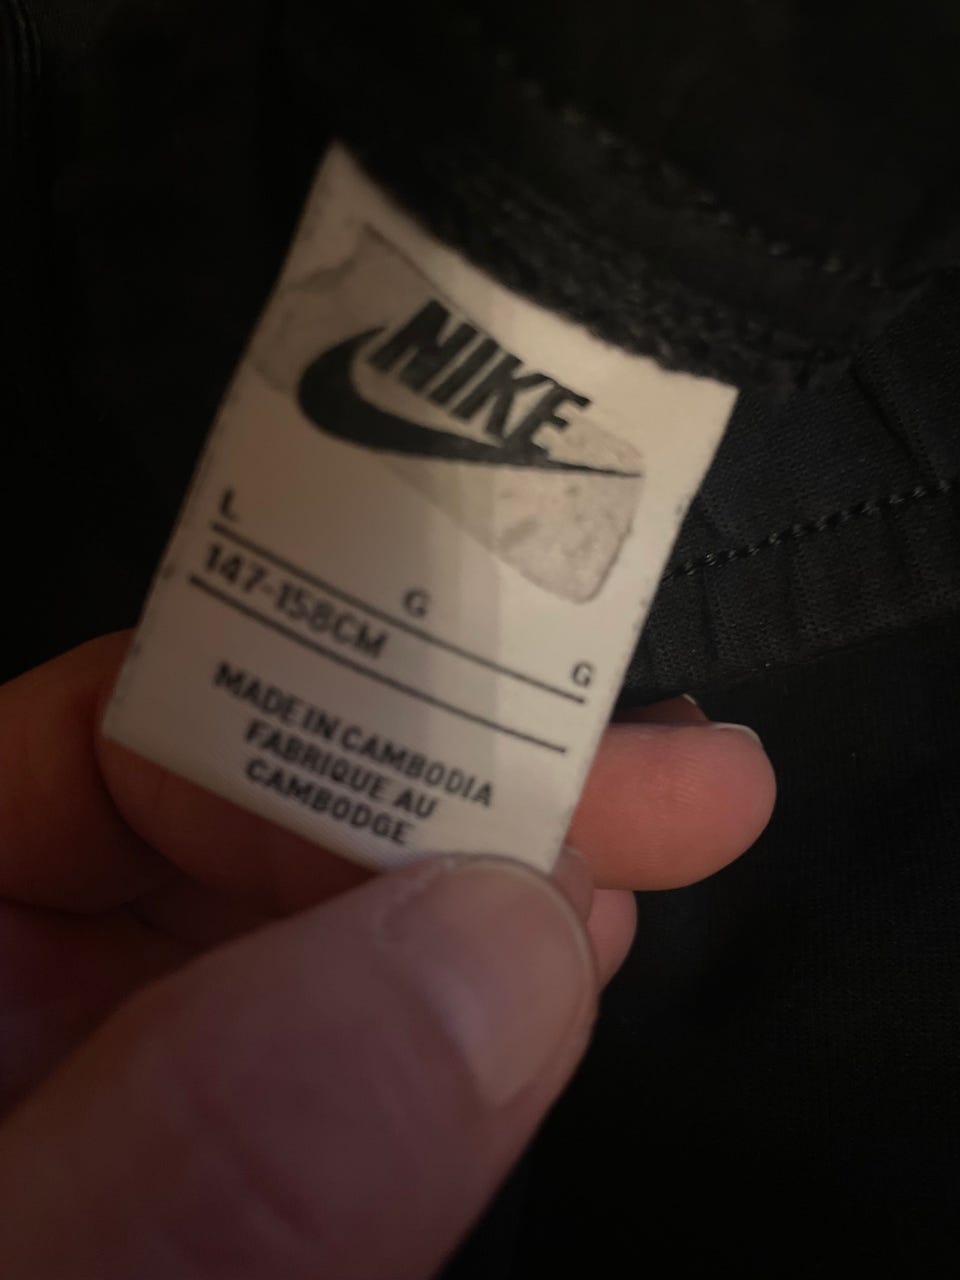 NIKE
L G G
147-158CM
MADE IN CAMBODIA
FABRIQUE AU
CAMBODGE